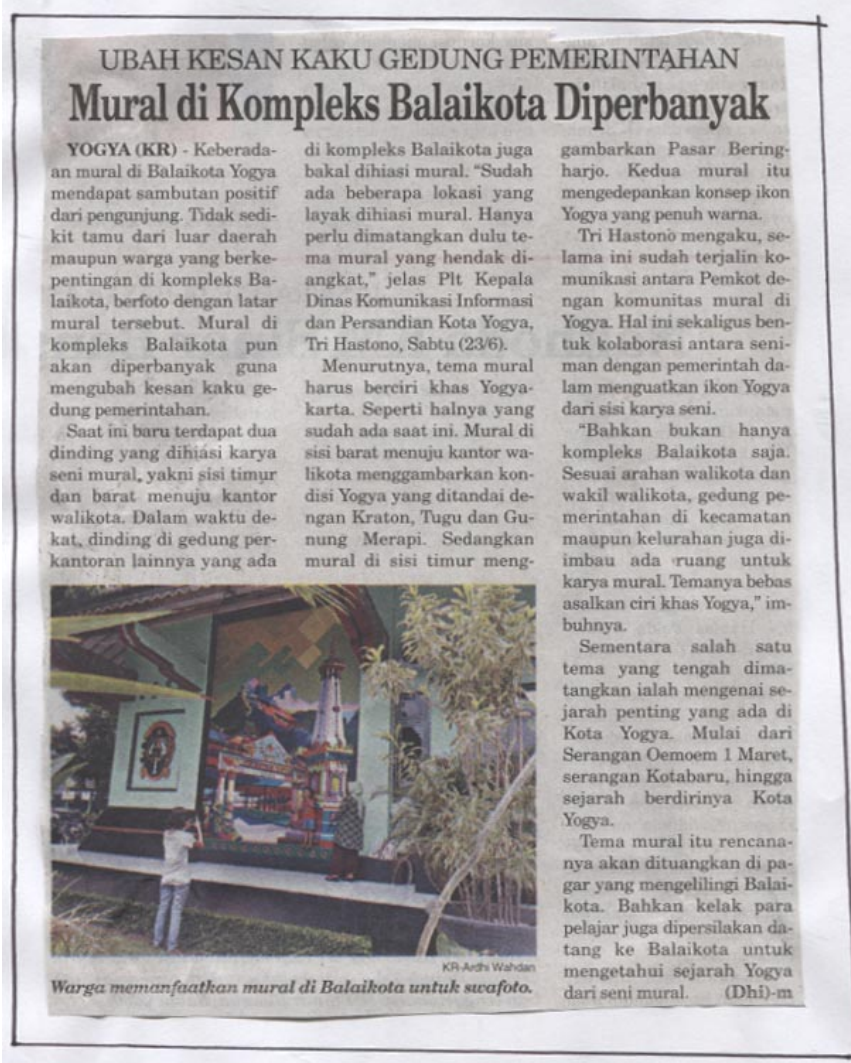 UBAH KESAN KAKU GEDUNG PEMERINTAHAN
Mural di Kompleks Balaikota Diperbanyak
YOGYA (KR) - Keberada-
an mural di Balaikota Yogya
mendapat sambutan positif
dari pengunjung. Tidak sedi-
kit tamu dari luar daerah
maupun warga yang berke-
pentingan di kompleks Ba-
laikota, berfoto dengan latar
mural tersebut. Mural di
kompleks Balaikota pun
akan diperbanyak guna
mengubah kesan kaku ge-
dung pemerintahan.
Saat ini baru terdapat dua
dinding yang dihiasi karya
seni mural, yakni sisi timur
dan barat menuju kantor
walikota. Dalam waktu de-
kat, dinding di gedung per-
kantoran lainnya yang ada
di kompleks Balaikota juga
bakal dihiasi mural. “Sudah
ada beberapa lokasi yang
layak dihiasi mural. Hanya
perlu dimatangkan dulu te-
ma mural yang hendak di-
angkat,” jelas Plt Kepala
Dinas Komunikasi Informasi
dan Persandian Kota Yogya,
Tri Hastono, Sabtu (23/6).
Menurutnya, tema mural
harus berciri khas Yogya-
karta. Seperti halnya yang
sudah ada saat ini. Mural di
sisi barat menuju kantor wa-
likota menggambarkan kon-
disi Yogya yang ditandai de-
ngan Kraton, Tugu dan Gu-
nung Merapi. Sedangkan
mural di sisi timur meng-
gambarkan Pasar Bering-
harjo. Kedua mural itu
mengedepankan konsep ikon
Yogya yang penuh warna.
Tri Hastono mengaku, se-
lama ini sudah terjalin ko-
munikasi antara Pemkot de-
ngan komunitas mural di
Yogya. Hal ini sekaligus ben-
tuk kolaborasi antara seni-
man dengan pemerintah da-
lam menguatkan ikon Yogya
dari sisi karya seni.
“Bahkan bukan hanya
kompleks Balaikota saja.
Sesuai arahan walikota dan
wakil walikota, gedung pe-
merintahan di kecamatan
maupun kelurahan juga di-
imbau ada ruang untuk
karya mural. Temanya bebas
asalkan ciri khas Yogya,” im-
buhnya.
Sementara salah satu
tema yang tengah dima-
tangkan ialah mengenai se-
jarah penting yang ada di
Kota Yogya. Mulai dari
Serangan Oemoem 1 Maret,
serangan Kotabaru, hingga
sejarah berdirinya Kota
Yogya.
Tema mural itu rencana-
nya akan dituangkan di pa-
gar yang mengelilingi Balai-
kota. Bahkan kelak para
pelajar juga dipersilakan da-
tang ke Balaikota untuk
mengetahui sejarah Yogya
dari seni mural. (Dhi)-m
KR-Ardhi Wahdan
Warga memanfaatkan mural di Balaikota untuk swafoto.